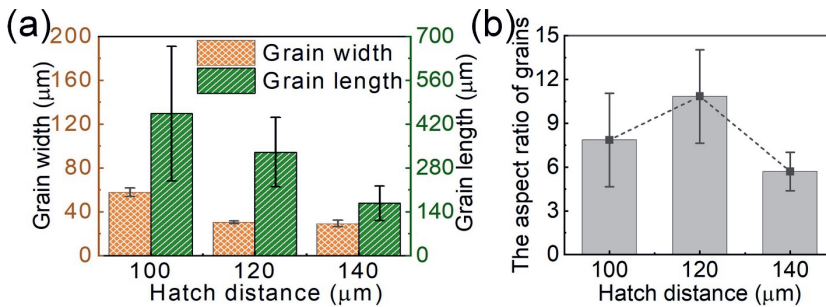 (a)
Grain width (μm)
200
160
120
80
40
0
Grain width
Grain length
700
560
420
280
140
0
Grain length (μm)
100 120 140
Hatch distance (μm)
(b)
The aspect ratio of grains
15
12
9
6
3
0
100 120 140
Hatch distance (μm)